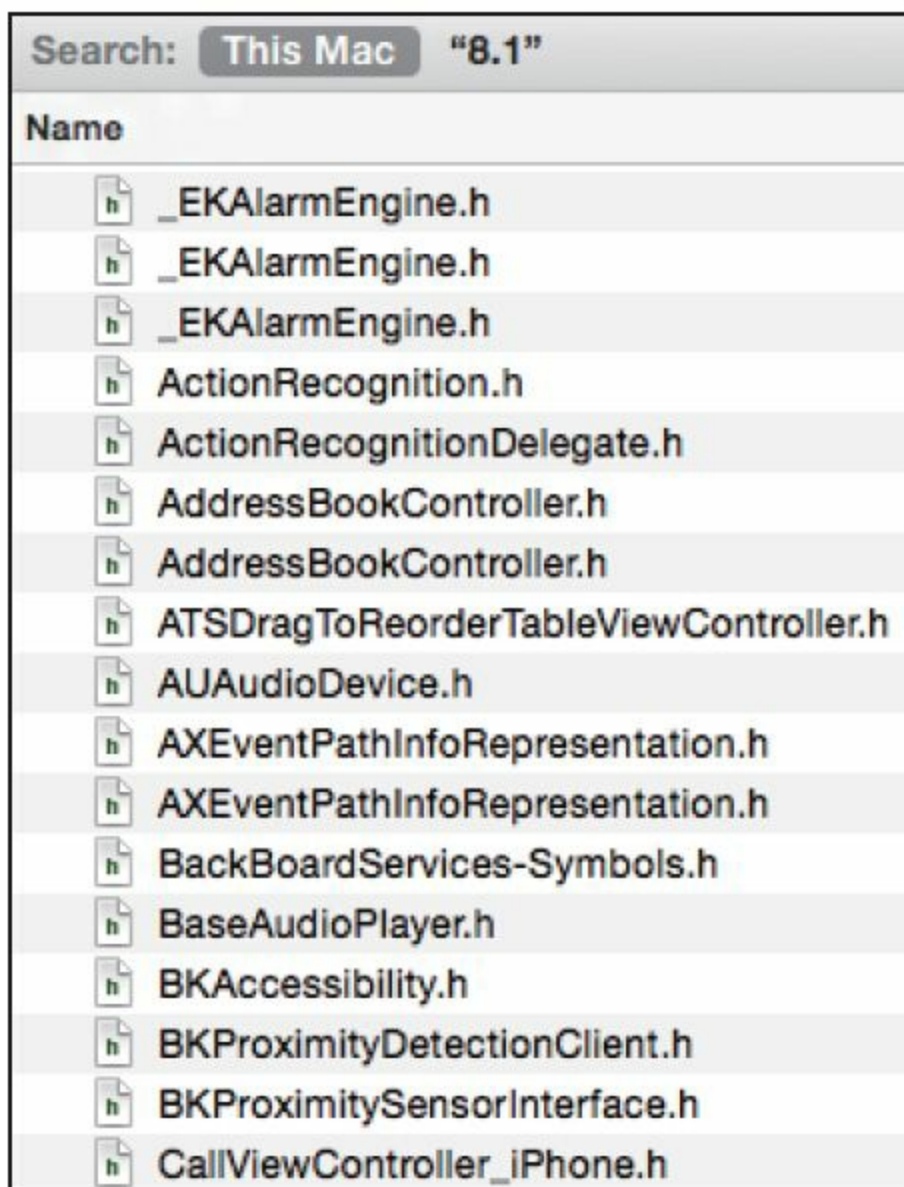 Search: This Mac “8.1”
Name
_EKAlarmEngine.h
_EKAlarmEngine.h
_EKAlarmEngine.h
ActionRecognition.h
ActionRecognitionDelegate.h
AddressBookController.h
AddressBookController.h
ATSDragToReorderTableViewController.h
AUAudioDevice.h
AXEventPathInfoRepresentation.h
AXEventPathInfoRepresentation.h
BackBoardServices-Symbols.h
BaseAudioPlayer.h
BKAccessibility.h
BKProximityDetectionClient.h
BKProximitySensorInterface.h
CallViewController_iPhone.h